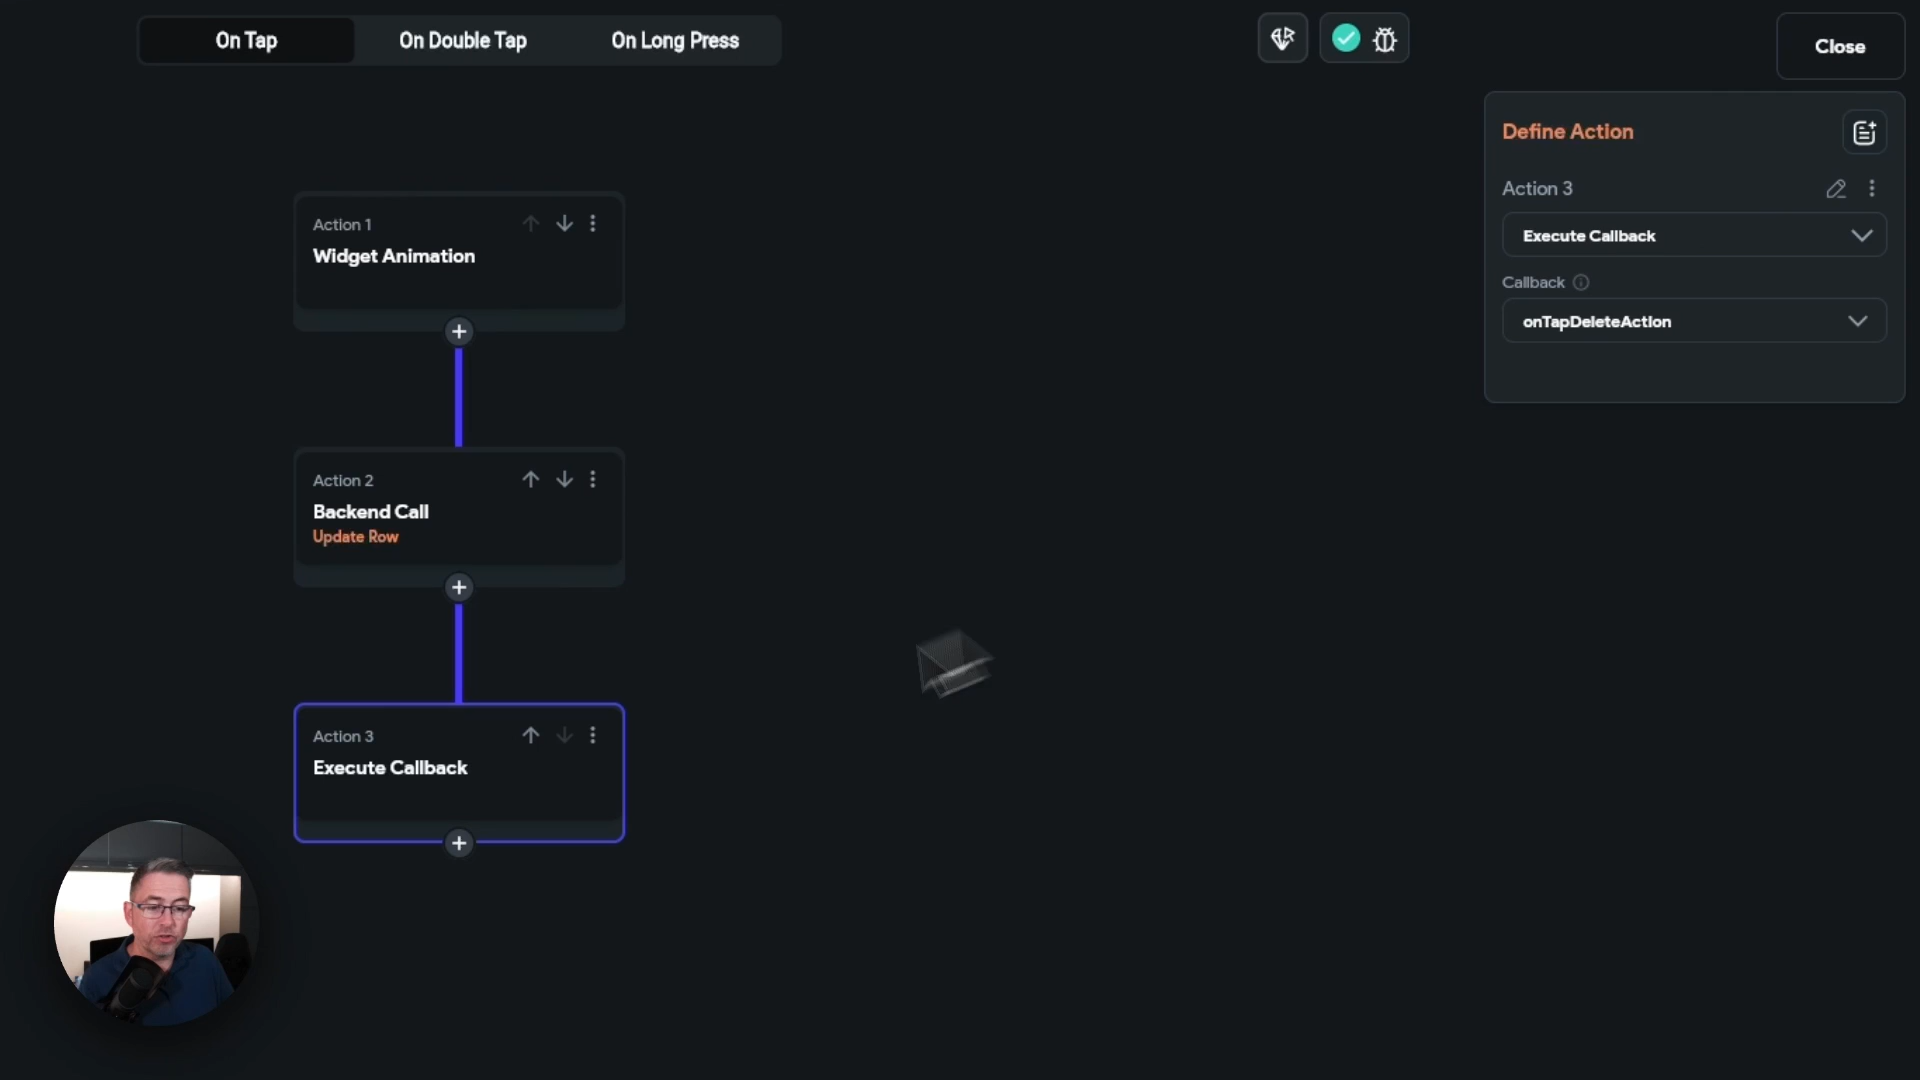 On Tap
On Double Tap
On Long Press
Close
Define Action
Action 3
Execute Callback
Callback
onTapDeleteAction
Action 1
Widget Animation
Action 2
Backend Call
Update Row
Action 3
Execute Callback